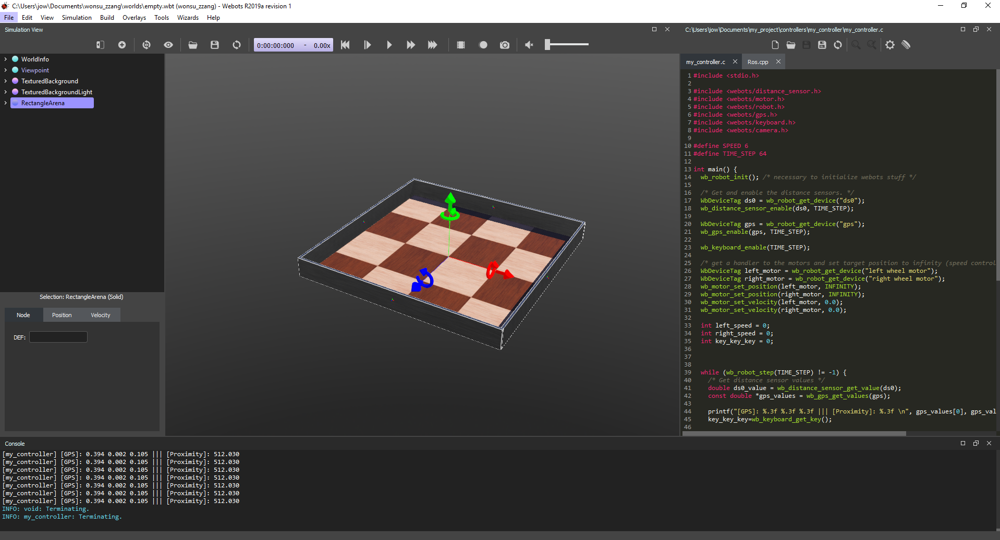 C:\Users\jow\Documents\wonsu_zzang\worlds\empty.wbt (wonsu_zzang) - Webots R2019a revision 1
File Edit View Simulation Build Overlays Tools Wizards Help
Simulation View
0:00:00:000 - 0.00x
WorldInfo
Viewpoint
TexturedBackground
TexturedBackgroundLight
RectangleArena
Selection: RectangleArena (Solid)
Node Position Velocity
DEF:
C:\Users\jow\Documents\my_project\controllers\my_controller\my_controller.c
my_controller.c Ros.cpp
1 #include <stdio.h>
2
3 #include <webots/distance_sensor.h>
4 #include <webots/motor.h>
5 #include <webots/robot.h>
6 #include <webots/gps.h>
7 #include <webots/keyboard.h>
8 #include <webots/camera.h>
9
10 #define SPEED 6
11 #define TIME_STEP 64
12
13 int main() {
14 wb_robot_init(); /* necessary to initialize webots stuff */
15
16 /* Get and enable the distance sensors. */
17 WbDeviceTag ds0 = wb_robot_get_device("ds0");
18 wb_distance_sensor_enable(ds0, TIME_STEP);
19
20 WbDeviceTag gps = wb_robot_get_device("gps");
21 wb_gps_enable(gps, TIME_STEP);
22
23 wb_keyboard_enable(TIME_STEP);
24
25 /* get a handler to the motors and set target position to infinity (speed control
26 WbDeviceTag left_motor = wb_robot_get_device("left wheel motor");
27 WbDeviceTag right_motor = wb_robot_get_device("right wheel motor");
28 wb_motor_set_position(left_motor, INFINITY);
29 wb_motor_set_position(right_motor, INFINITY);
30 wb_motor_set_velocity(left_motor, 0.0);
31 wb_motor_set_velocity(right_motor, 0.0);
32
33 int left_speed = 0;
34 int right_speed = 0;
35 int key_key_key = 0;
36
37
38
39 while (wb_robot_step(TIME_STEP) != -1) {
40 /* Get distance sensor values */
41 double ds0_value = wb_distance_sensor_get_value(ds0);
42 const double *gps_values = wb_gps_get_values(gps);
43
44 printf("[GPS]: %.3f %.3f %.3f ||| [Proximity]: %.3f \n", gps_values[0], gps_val
45 key_key_key=wb_keyboard_get_key();
46
Console
[my_controller] [GPS]: 0.394 0.002 0.105 ||| [Proximity]: 512.030
[my_controller] [GPS]: 0.394 0.002 0.105 ||| [Proximity]: 512.030
[my_controller] [GPS]: 0.394 0.002 0.105 ||| [Proximity]: 512.030
[my_controller] [GPS]: 0.394 0.002 0.105 ||| [Proximity]: 512.030
[my_controller] [GPS]: 0.394 0.002 0.105 ||| [Proximity]: 512.030
[my_controller] [GPS]: 0.394 0.002 0.105 ||| [Proximity]: 512.030
[my_controller] [GPS]: 0.394 0.002 0.105 ||| [Proximity]: 512.030
INFO: void: Terminating.
INFO: my_controller: Terminating.